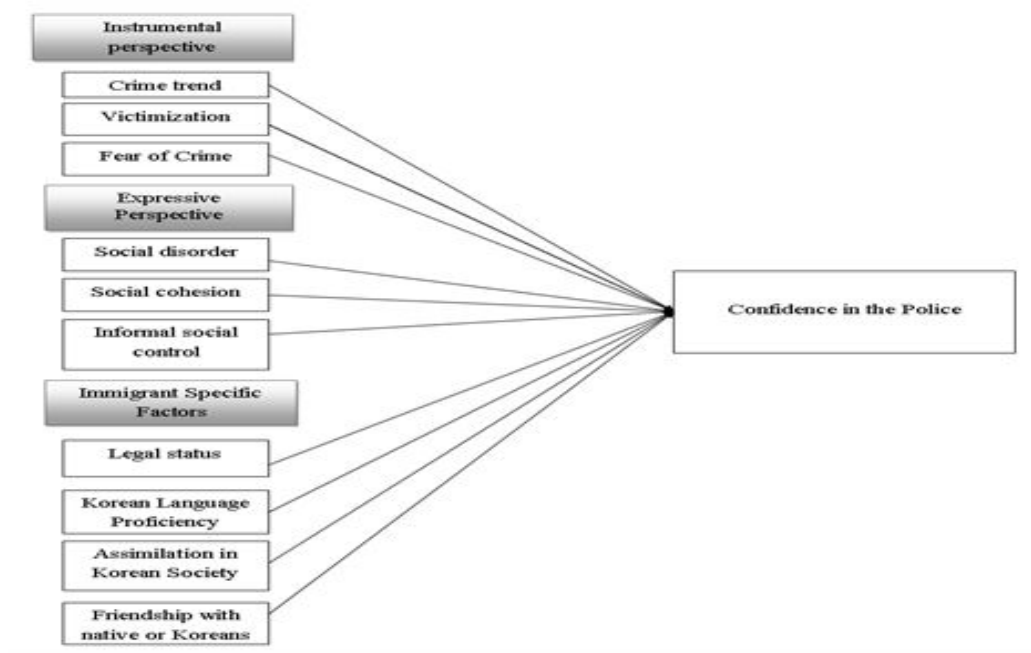 Instrumental
perspective
Crime trend
Victimization
Fear of Crime
Expressive
Perspective
Social disorder
Social cohesion
Informal social
control
Confidence in the Police
Immigrant Specific
Factors
Legal status
Korean Language
Proficiency
Assimilation in
Korean Society
Friendship with
native or Koreans